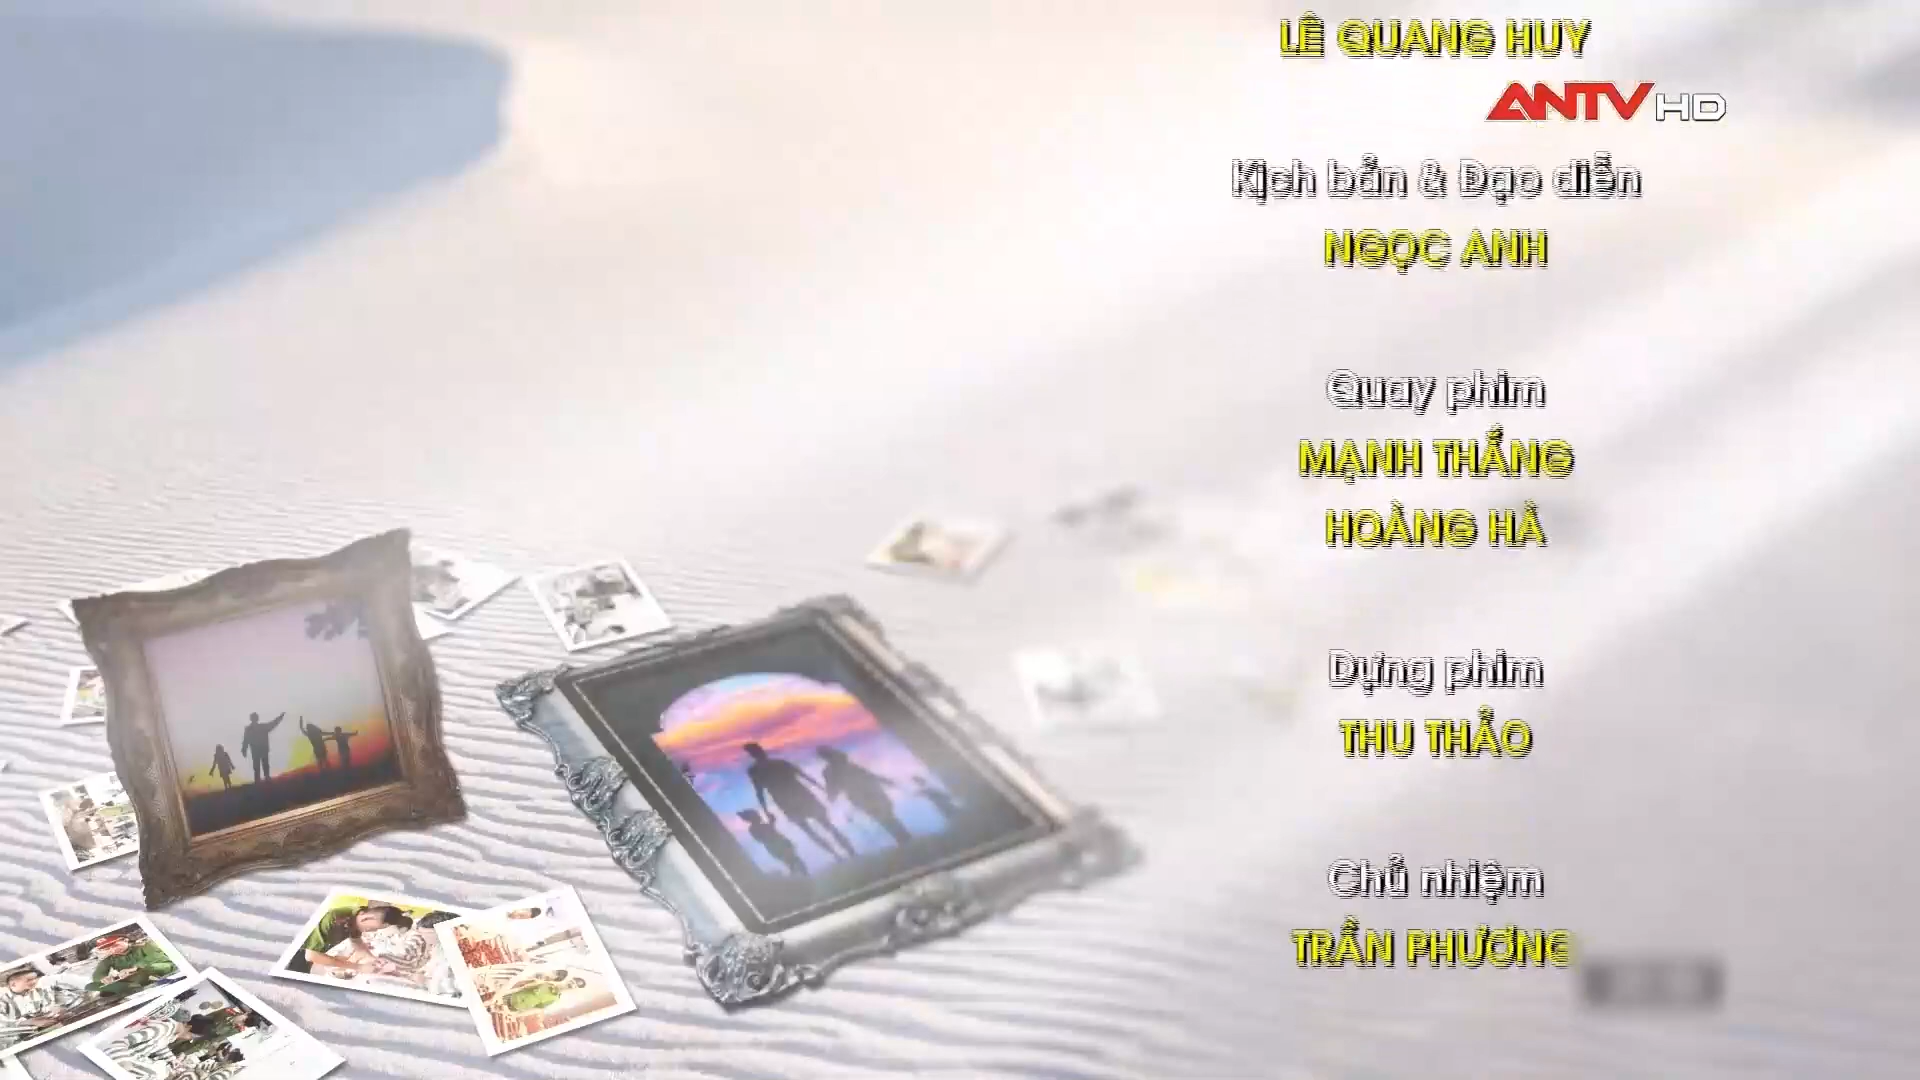 LÊ QUANG HUY
ANTV HD
Kịch bản & Đạo diễn
NGỌC ANH
Quay phim
MẠNH THẮNG
HOÀNG HÀ
Dựng phim
THU THẢO
Chủ nhiệm
TRẦN PHƯƠNG